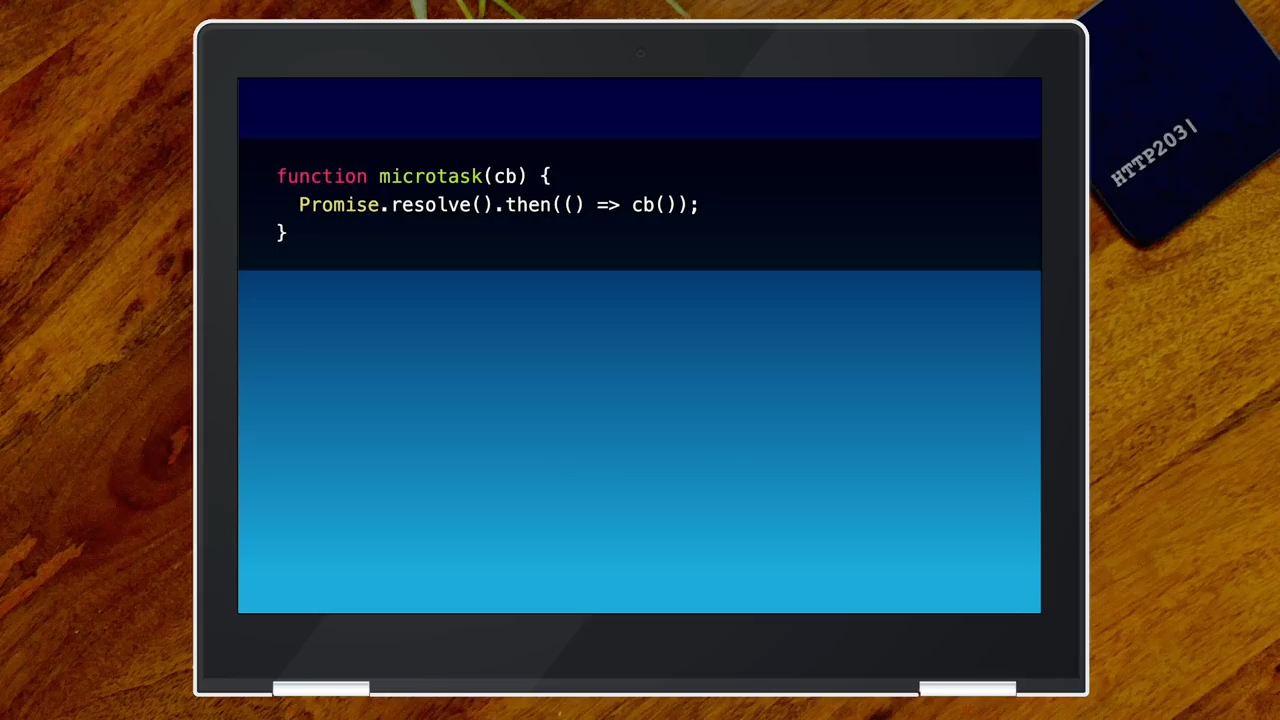 function microtask(cb) {
  Promise.resolve().then(() => cb());
}
HTTP203|